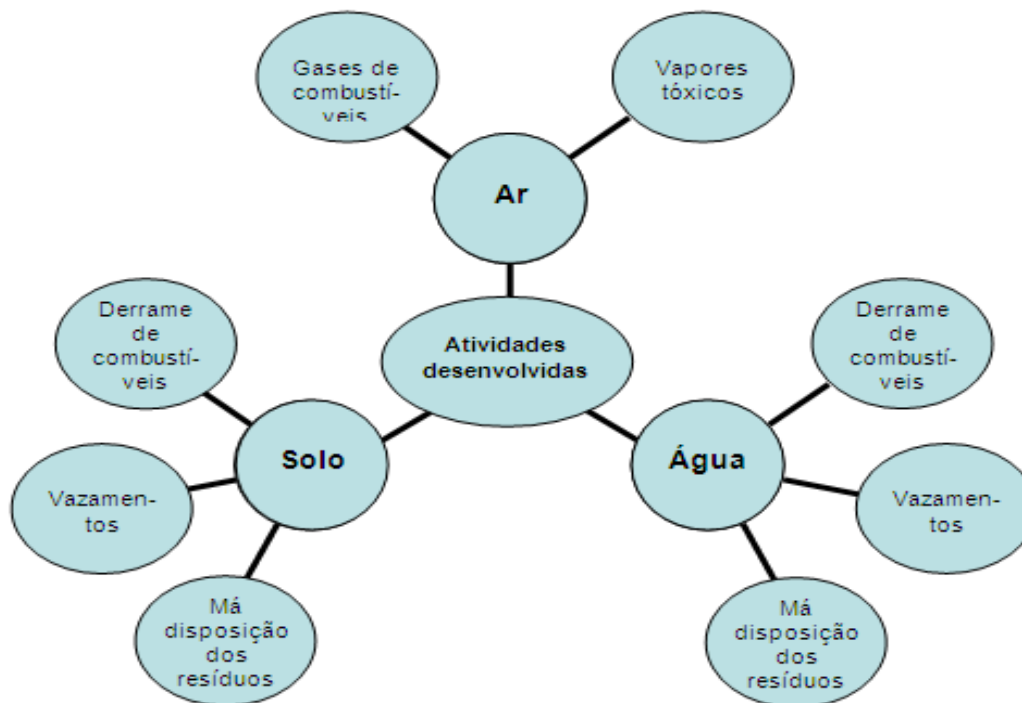 Gases de
combustí-
veis
Vapores
tóxicos
Ar
Atividades
desenvolvidas
Derrame
de
combustí-
veis
Solo
Vazamen-
tos
Má
disposição
dos
resíduos
Derrame
de
combustí-
veis
Água
Vazamen-
tos
Má
disposição
dos
resíduos